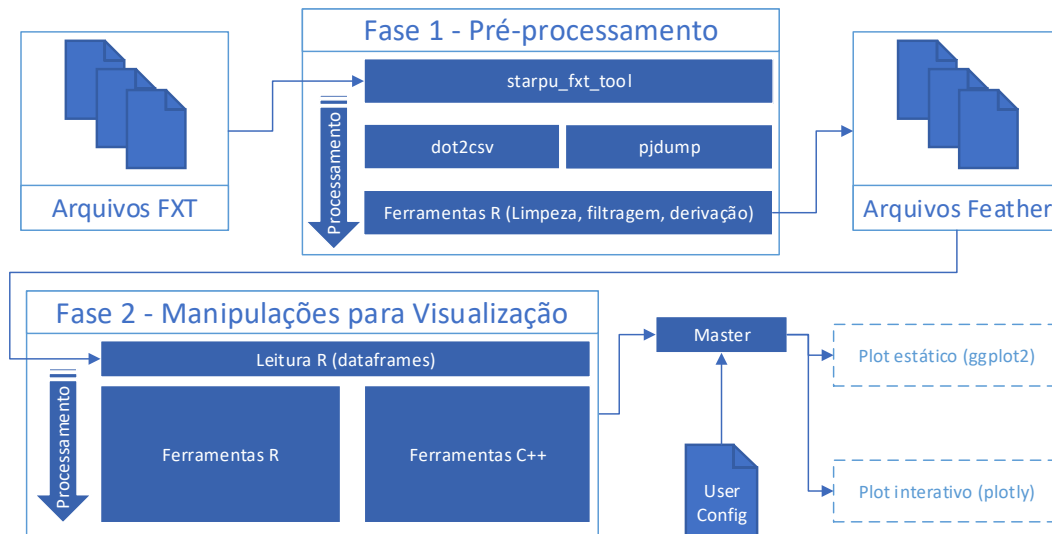 Fase 1 - Pré-processamento
starpu_fxt_tool
dot2csv
pjdump
Ferramentas R (Limpeza, filtragem, derivação)
Processamento
Arquivos FXT
Arquivos Feather
Fase 2 - Manipulações para Visualização
Leitura R (dataframes)
Ferramentas R
Ferramentas C++
Processamento
Master
User
Config
Plot estático (ggplot2)
Plot interativo (plotly)